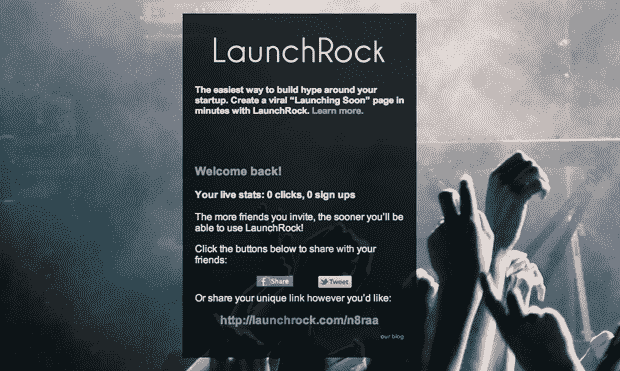 LaunchRock
The easiest way to build hype around your
startup. Create a viral “Launching Soon” page in
minutes with LaunchRock. Learn more.
Welcome back!
Your live stats: 0 clicks, 0 sign ups
The more friends you invite, the sooner you'll be
able to use LaunchRock!
Click the buttons below to share with your
friends:
f Share Tweet
Or share your unique link however you'd like:
http://launchrock.com/n8raa
our blog